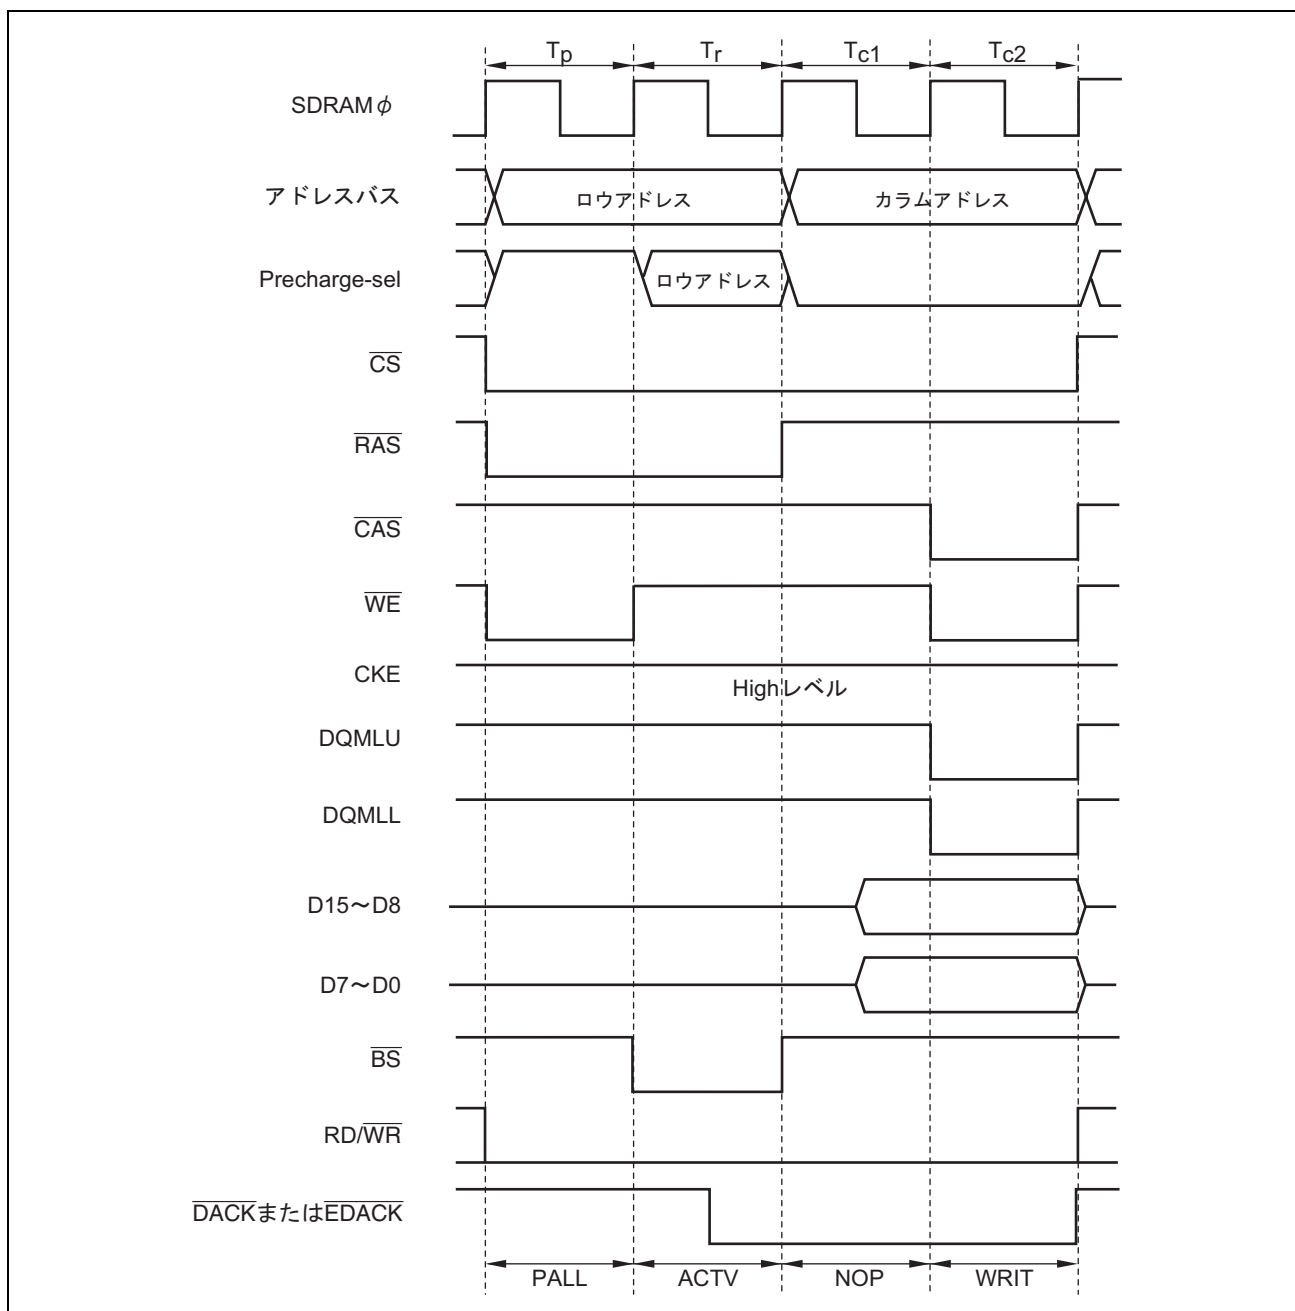 Tp Tr Tc1 Tc2
SDRAMφ
アドレスバス ロウアドレス カラムアドレス
Precharge-sel ロウアドレス
CS
RAS
CAS
WE
CKE
Highレベル
DQMLU
DQMLL
D15～D8
D7～D0
BS
RD/WR
DACKまたはEDACK
PALL ACTV NOP WRIT